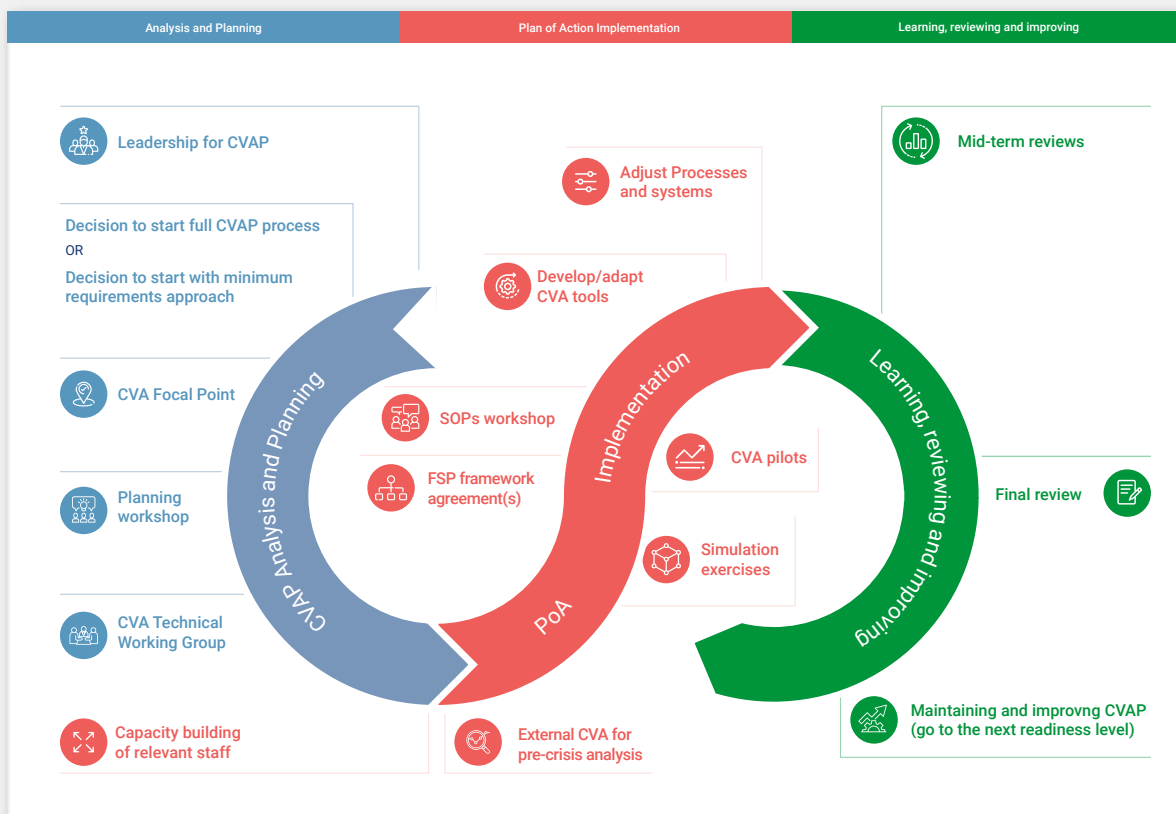 Analysis and Planning
Plan of Action Implementation
Learning, reviewing and improving
Leadership for CVAP
Decision to start full CVAP process
OR
Decision to start with minimum
requirements approach
CVA Focal Point
Planning
workshop
CVA Technical
Working Group
Capacity building
of relevant staff
CVAP Analysis and Planning
Adjust Processes
and systems
Develop/adapt
CVA tools
SOPs workshop
FSP framework
agreement(s)
PoA
Implementation
CVA pilots
Simulation
exercises
External CVA for
pre-crisis analysis
Mid-term reviews
Learning, reviewing and improving
Final review
Maintaining and improvng CVAP
(go to the next readiness level)